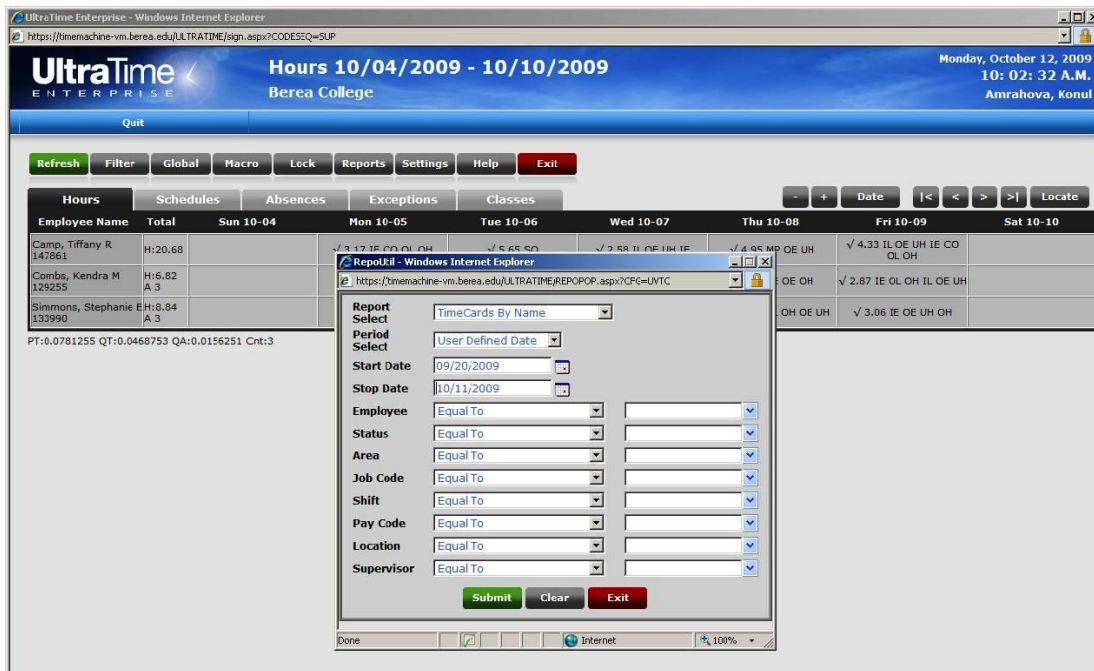 UltraTime Enterprise - Windows Internet Explorer
https://timemachine-vm.berea.edu/ULTRATIME/sign.aspx?CODESEQ=SUP
UltraTime
ENTERPRISE
Hours 10/04/2009 - 10/10/2009
Berea College
Monday, October 12, 2009
10: 02: 32 A.M.
Amrahova, Konul
Quit
Refresh Filter Global Macro Lock Reports Settings Help Exit
Hours Schedules Absences Exceptions Classes - + Date |< < > >| Locate
Employee Name Total Sun 10-04 Mon 10-05 Tue 10-06 Wed 10-07 Thu 10-08 Fri 10-09 Sat 10-10
Camp, Tiffany R
147861
H:20.68
√ 3.17 IE CO OL OH
√ 5.65 SO
√ 2.58 IL OE UH IE
√ 4.95 MP OE UH
√ 4.33 IL OE UH IE CO
OL OH
Combs, Kendra M
129255
H:6.82
A 3
OE OH
√ 2.87 IE OL OH IL OE UH
Simmons, Stephanie E
133990
H:8.84
A 3
OH OE UH
√ 3.06 IE OE UH OH
PT:0.0781255 QT:0.0468753 QA:0.0156251 Cnt:3
RepoUtil - Windows Internet Explorer
https://timemachine-vm.berea.edu/ULTRATIME/REPOPOP.aspx?CFG=UVTC
Report
Select
TimeCards By Name
Period
Select
User Defined Date
Start Date 09/20/2009
Stop Date 10/11/2009
Employee Equal To
Status Equal To
Area Equal To
Job Code Equal To
Shift Equal To
Pay Code Equal To
Location Equal To
Supervisor Equal To
Submit Clear Exit
Done Internet 100%